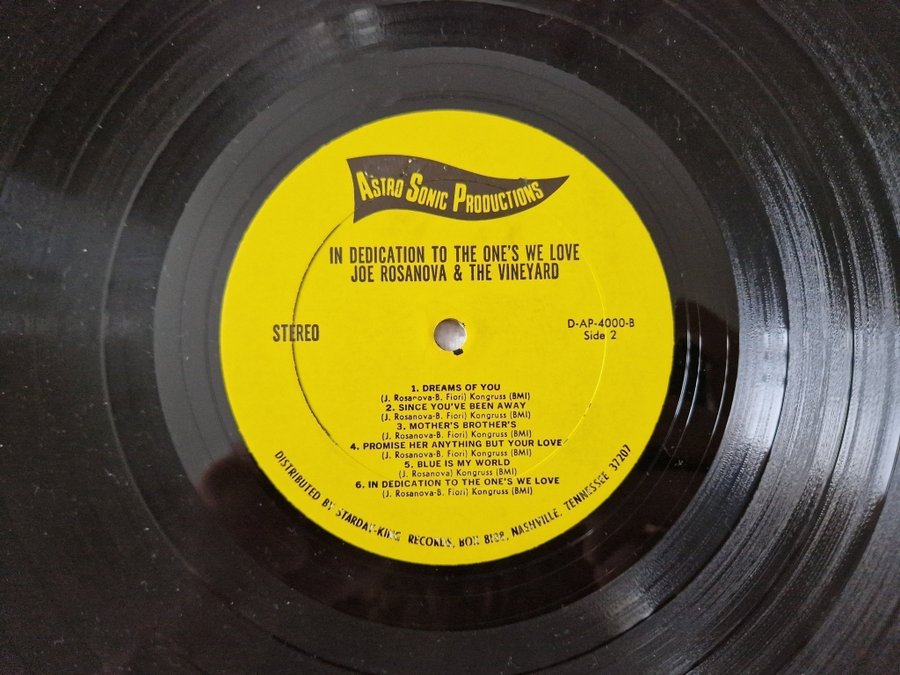 ASTRO SONIC PRODUCTIONS
IN DEDICATION TO THE ONE'S WE LOVE
JOE ROSANOVA & THE VINEYARD
STEREO
D-AP-4000-B
Side 2
1. DREAMS OF YOU
(J. Rosanova-B. Fiori) Kongruss (BMI)
2. SINCE YOU'VE BEEN AWAY
(J. Rosanova-B. Fiori) Kongruss (BMI)
3. MOTHER'S BROTHER'S
(J. Rosanova-B. Fiori) Kongruss (BMI)
4. PROMISE HER ANYTHING BUT YOUR LOVE
(J. Rosanova-B. Fiori) Kongruss (BMI)
5. BLUE IS MY WORLD
(J. Rosanova) Kongruss (BMI)
6. IN DEDICATION TO THE ONE'S WE LOVE
(J. Rosanova-B. Fiori) Kongruss (BMI)
DISTRIBUTED BY STARDAY-KING RECORDS, BOX 8188, NASHVILLE, TENNESSEE 37207